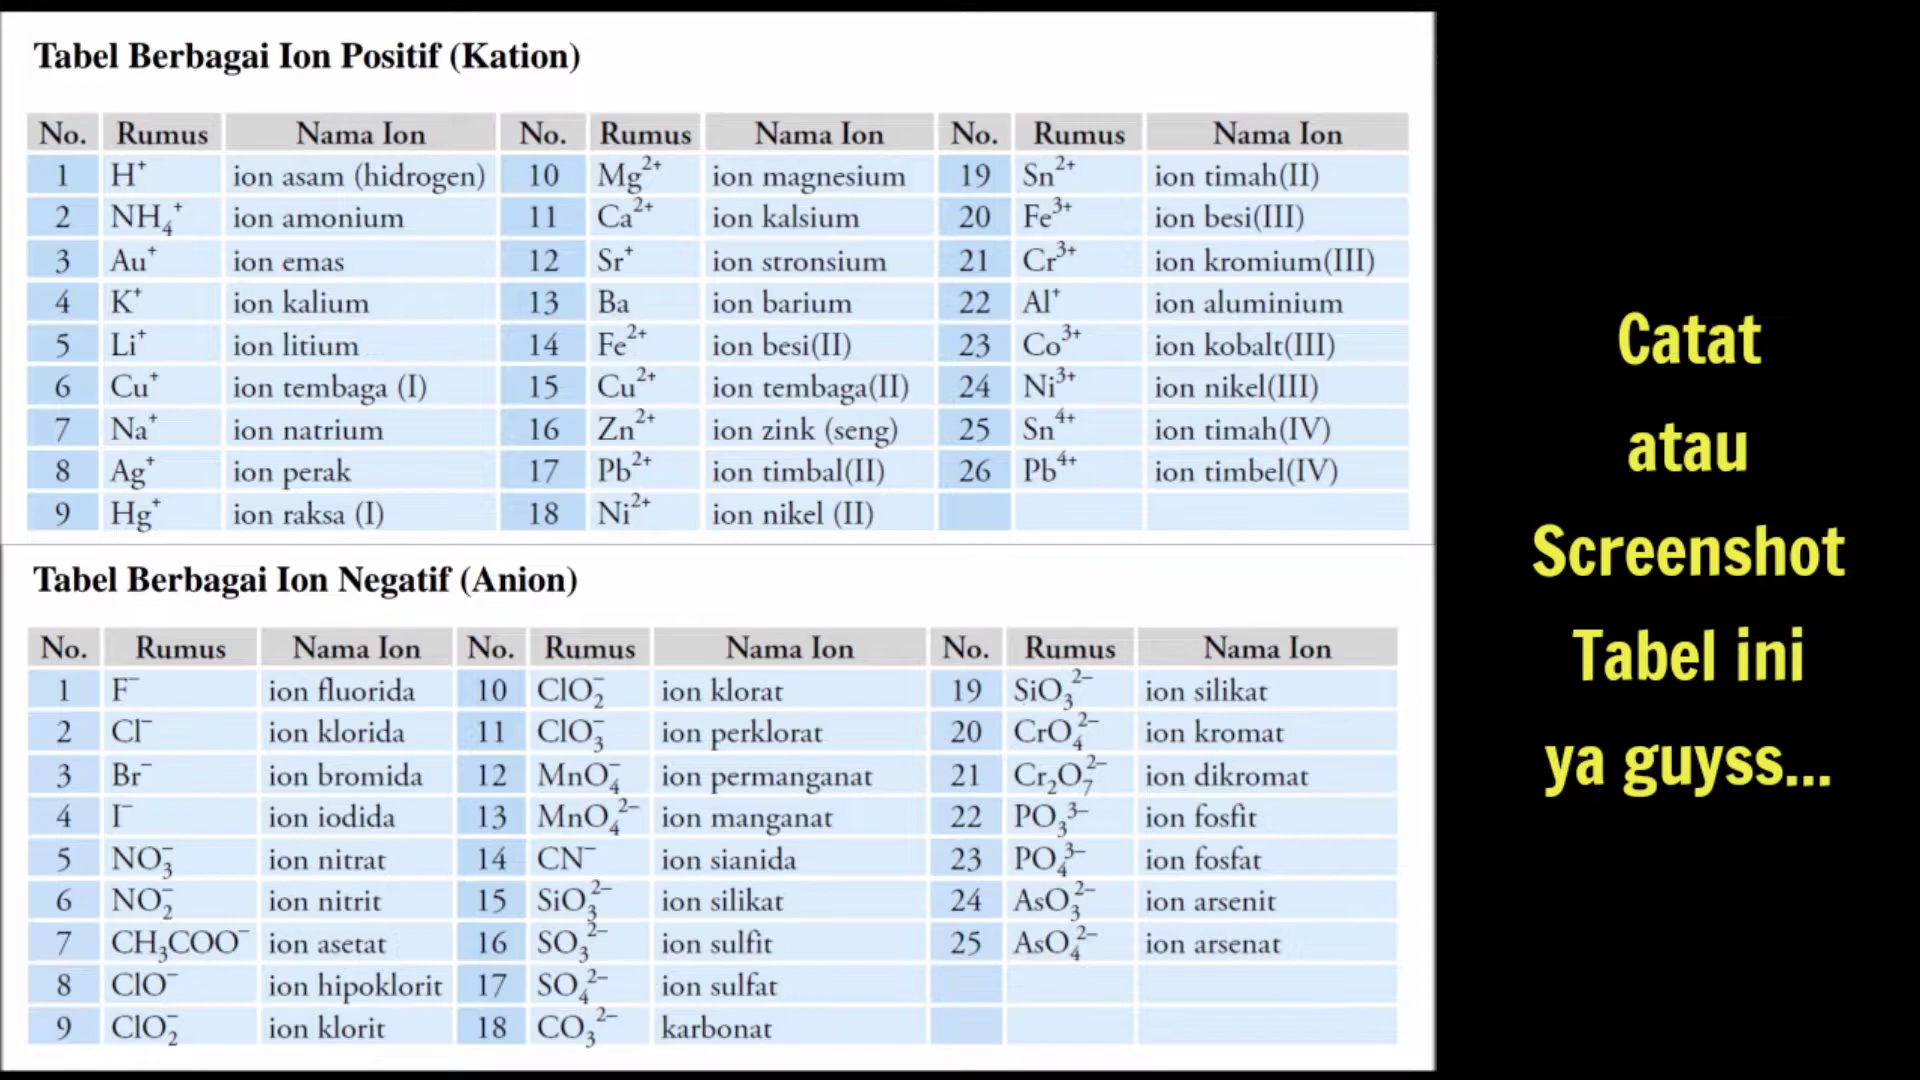 Tabel Berbagai Ion Positif (Kation)
No. Rumus Nama Ion No. Rumus Nama Ion No. Rumus Nama Ion
1 H⁺ ion asam (hidrogen) 10 Mg²⁺ ion magnesium 19 Sn²⁺ ion timah(II)
2 NH₄⁺ ion amonium 11 Ca²⁺ ion kalsium 20 Fe³⁺ ion besi(III)
3 Au⁺ ion emas 12 Sr⁺ ion stronsium 21 Cr³⁺ ion kromium(III)
4 K⁺ ion kalium 13 Ba ion barium 22 Al⁺ ion aluminium
5 Li⁺ ion litium 14 Fe²⁺ ion besi(II) 23 Co³⁺ ion kobalt(III)
6 Cu⁺ ion tembaga (I) 15 Cu²⁺ ion tembaga(II) 24 Ni³⁺ ion nikel(III)
7 Na⁺ ion natrium 16 Zn²⁺ ion zink (seng) 25 Sn⁴⁺ ion timah(IV)
8 Ag⁺ ion perak 17 Pb²⁺ ion timbal(II) 26 Pb⁴⁺ ion timbel(IV)
9 Hg⁺ ion raksa (I) 18 Ni²⁺ ion nikel (II)
Tabel Berbagai Ion Negatif (Anion)
No. Rumus Nama Ion No. Rumus Nama Ion No. Rumus Nama Ion
1 F⁻ ion fluorida 10 ClO₂⁻ ion klorat 19 SiO₃²⁻ ion silikat
2 Cl⁻ ion klorida 11 ClO₃⁻ ion perklorat 20 CrO₄²⁻ ion kromat
3 Br⁻ ion bromida 12 MnO₄⁻ ion permanganat 21 Cr₂O₇²⁻ ion dikromat
4 I⁻ ion iodida 13 MnO₄²⁻ ion manganat 22 PO₃³⁻ ion fosfit
5 NO₃⁻ ion nitrat 14 CN⁻ ion sianida 23 PO₄³⁻ ion fosfat
6 NO₂⁻ ion nitrit 15 SiO₃²⁻ ion silikat 24 AsO₃²⁻ ion arsenit
7 CH₃COO⁻ ion asetat 16 SO₃²⁻ ion sulfit 25 AsO₄²⁻ ion arsenat
8 ClO⁻ ion hipoklorit 17 SO₄²⁻ ion sulfat
9 ClO₂⁻ ion klorit 18 CO₃²⁻ karbonat
Catat
atau
Screenshot
Tabel ini
ya guyss...